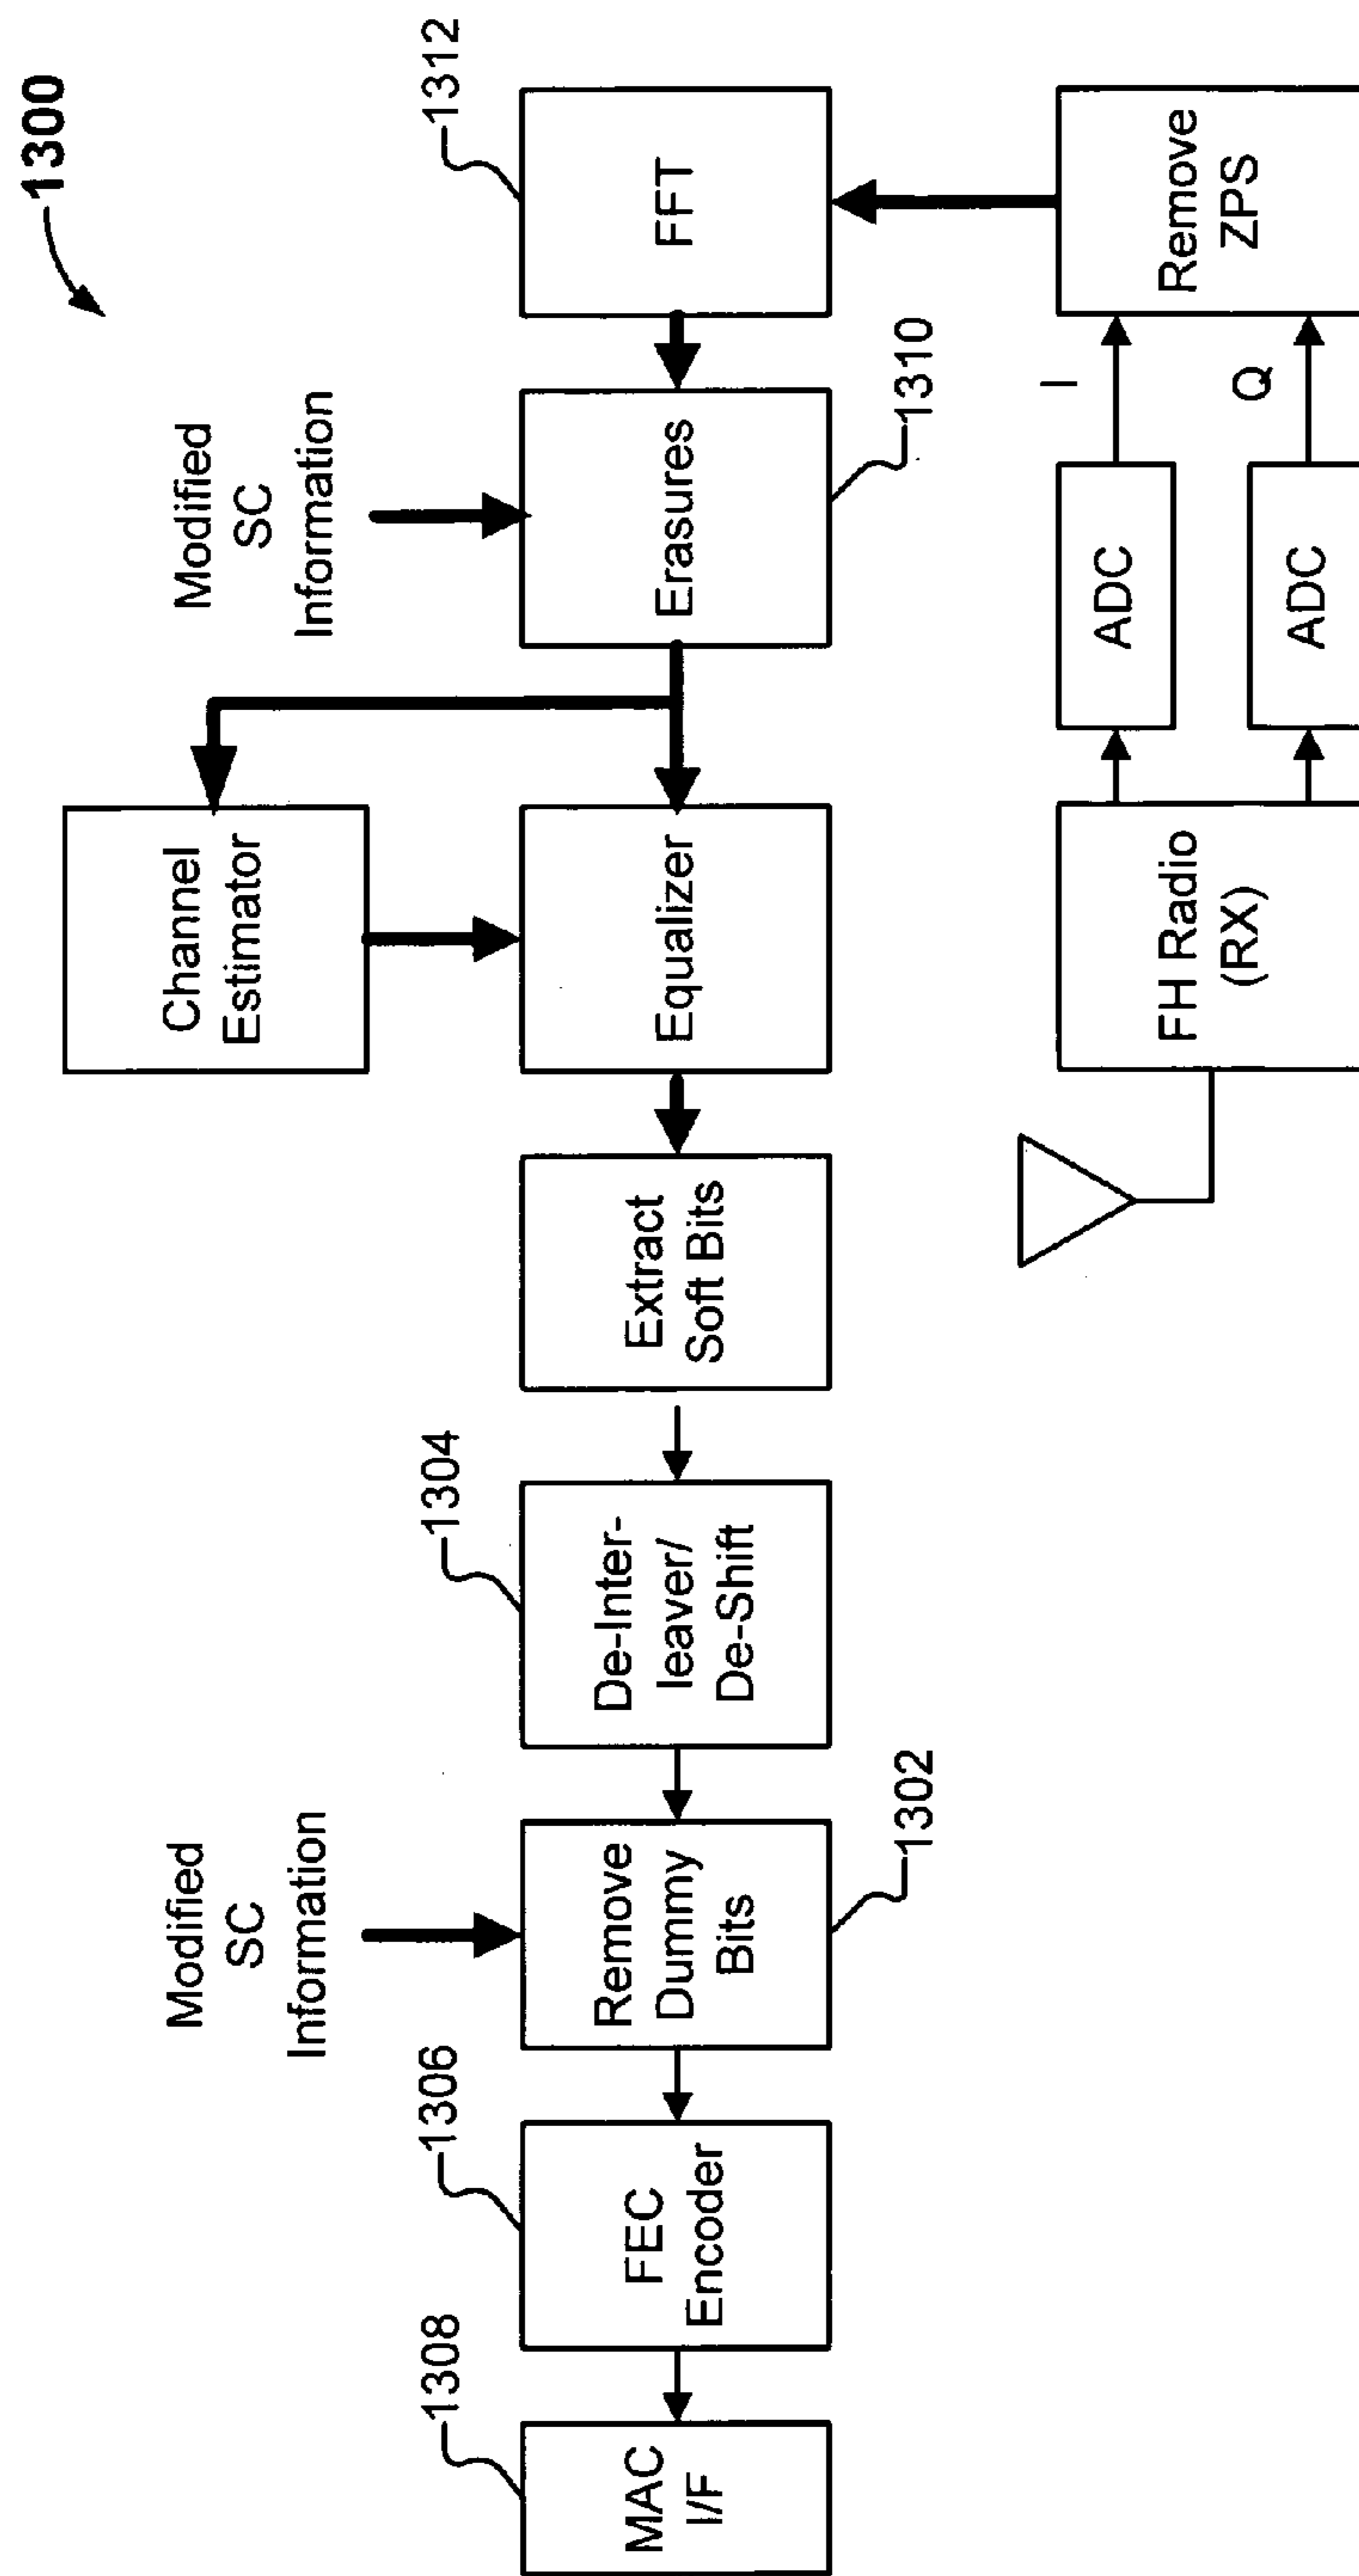 1300
Modified
SC
Information
Modified
SC
Information
Channel
Estimator
1308
1306
1304
1312
MAC
I/F
FEC
Encoder
Remove
Dummy
Bits
De-Inter-
leaver/
De-Shift
Extract
Soft Bits
Equalizer
Erasures
FFT
1302
1310
FH Radio
(RX)
ADC
ADC
I
Q
Remove
ZPS